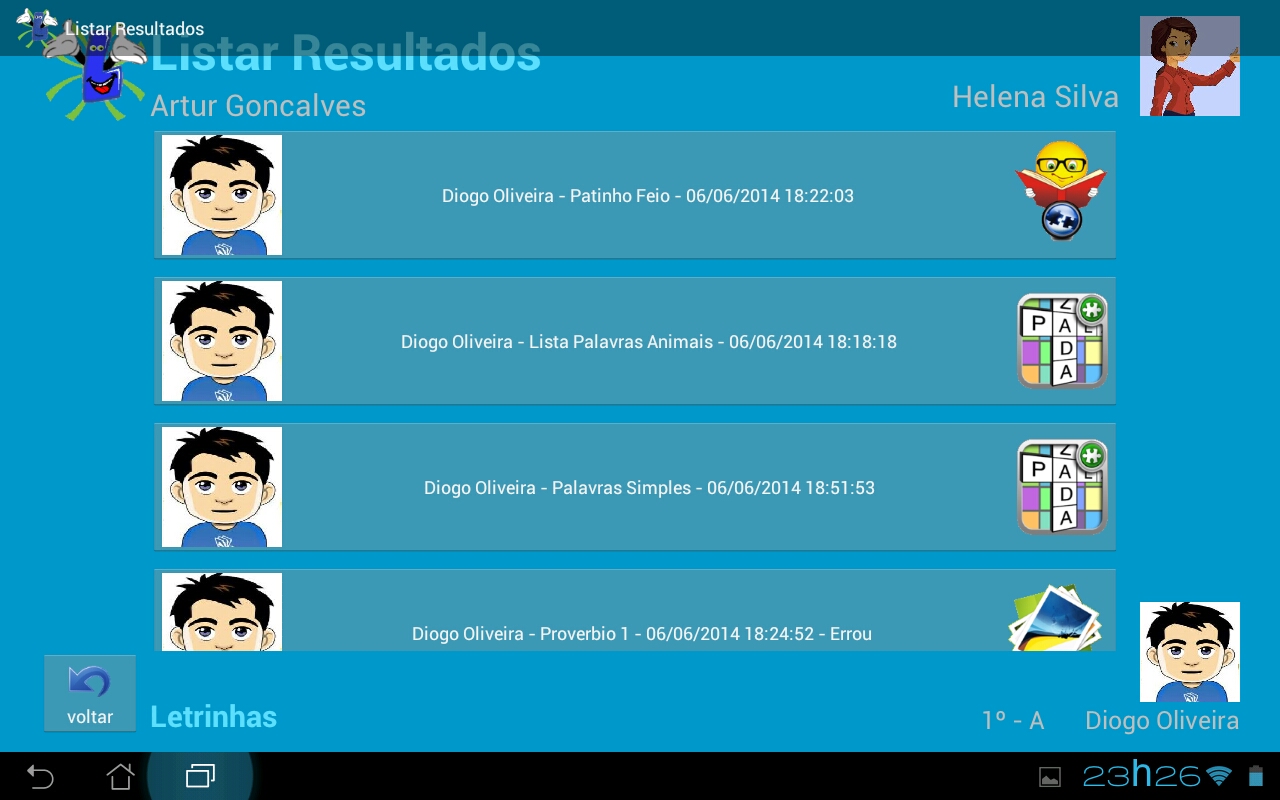 Listar Resultados
Listar Resultados
Artur Goncalves
Helena Silva
Diogo Oliveira - Patinho Feio - 06/06/2014 18:22:03
Diogo Oliveira - Lista Palavras Animais - 06/06/2014 18:18:18
P A L
Z
D
A
Diogo Oliveira - Palavras Simples - 06/06/2014 18:51:53
P A L
Z
D
A
Diogo Oliveira - Proverbio 1 - 06/06/2014 18:24:52 - Errou
voltar
Letrinhas
1º - A
Diogo Oliveira
23h26